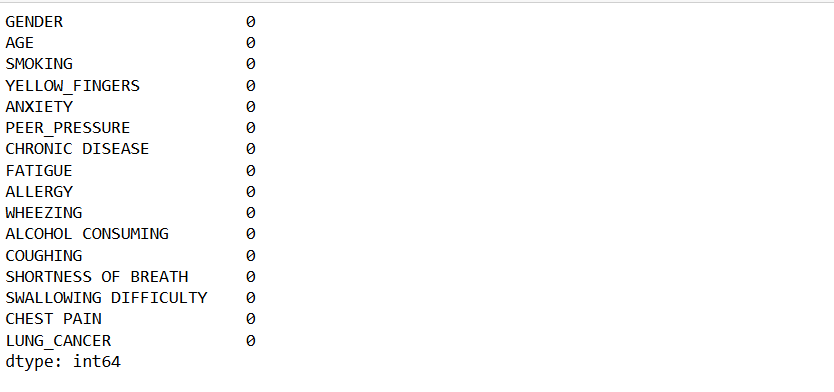 GENDER                   0
AGE                      0
SMOKING                  0
YELLOW_FINGERS           0
ANXIETY                  0
PEER_PRESSURE            0
CHRONIC DISEASE          0
FATIGUE                  0
ALLERGY                  0
WHEEZING                 0
ALCOHOL CONSUMING        0
COUGHING                 0
SHORTNESS OF BREATH      0
SWALLOWING DIFFICULTY    0
CHEST PAIN               0
LUNG_CANCER              0
dtype: int64